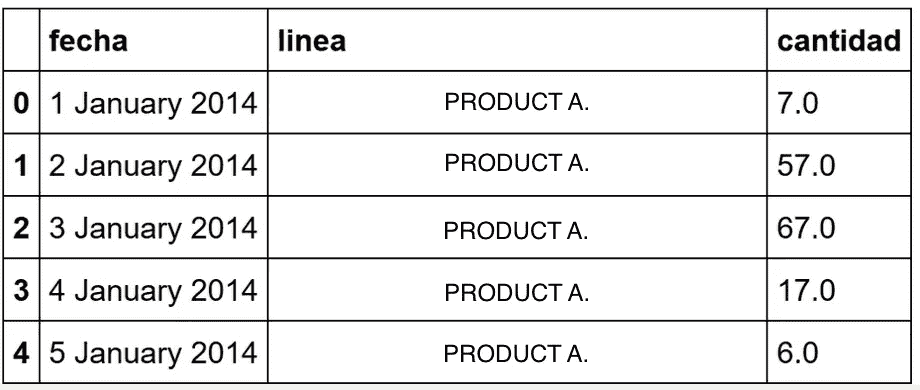 fecha linea cantidad
0 1 January 2014 PRODUCT A. 7.0
1 2 January 2014 PRODUCT A. 57.0
2 3 January 2014 PRODUCT A. 67.0
3 4 January 2014 PRODUCT A. 17.0
4 5 January 2014 PRODUCT A. 6.0